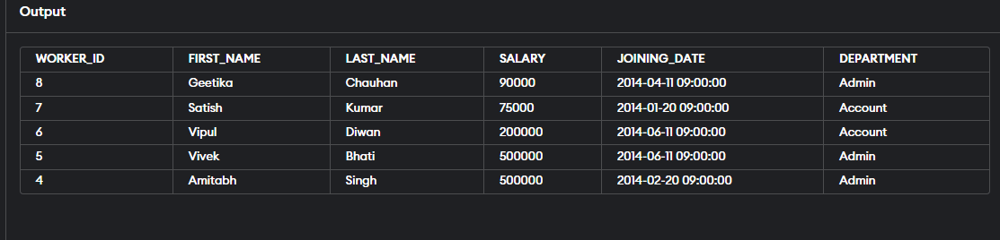 Output
WORKER_ID FIRST_NAME LAST_NAME SALARY JOINING_DATE DEPARTMENT
8 Geetika Chauhan 90000 2014-04-11 09:00:00 Admin
7 Satish Kumar 75000 2014-01-20 09:00:00 Account
6 Vipul Diwan 200000 2014-06-11 09:00:00 Account
5 Vivek Bhati 500000 2014-06-11 09:00:00 Admin
4 Amitabh Singh 500000 2014-02-20 09:00:00 Admin